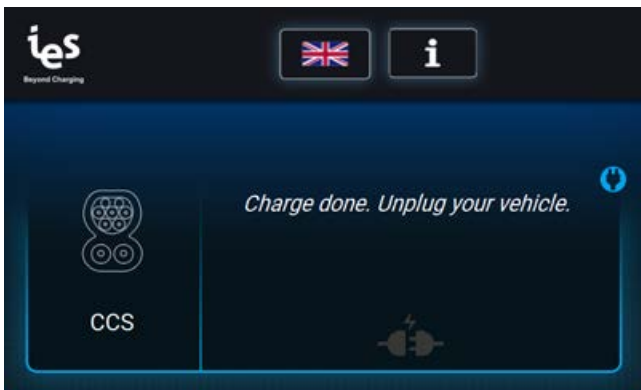 ies
Beyond Charging
i
Charge done. Unplug your vehicle.
CCS